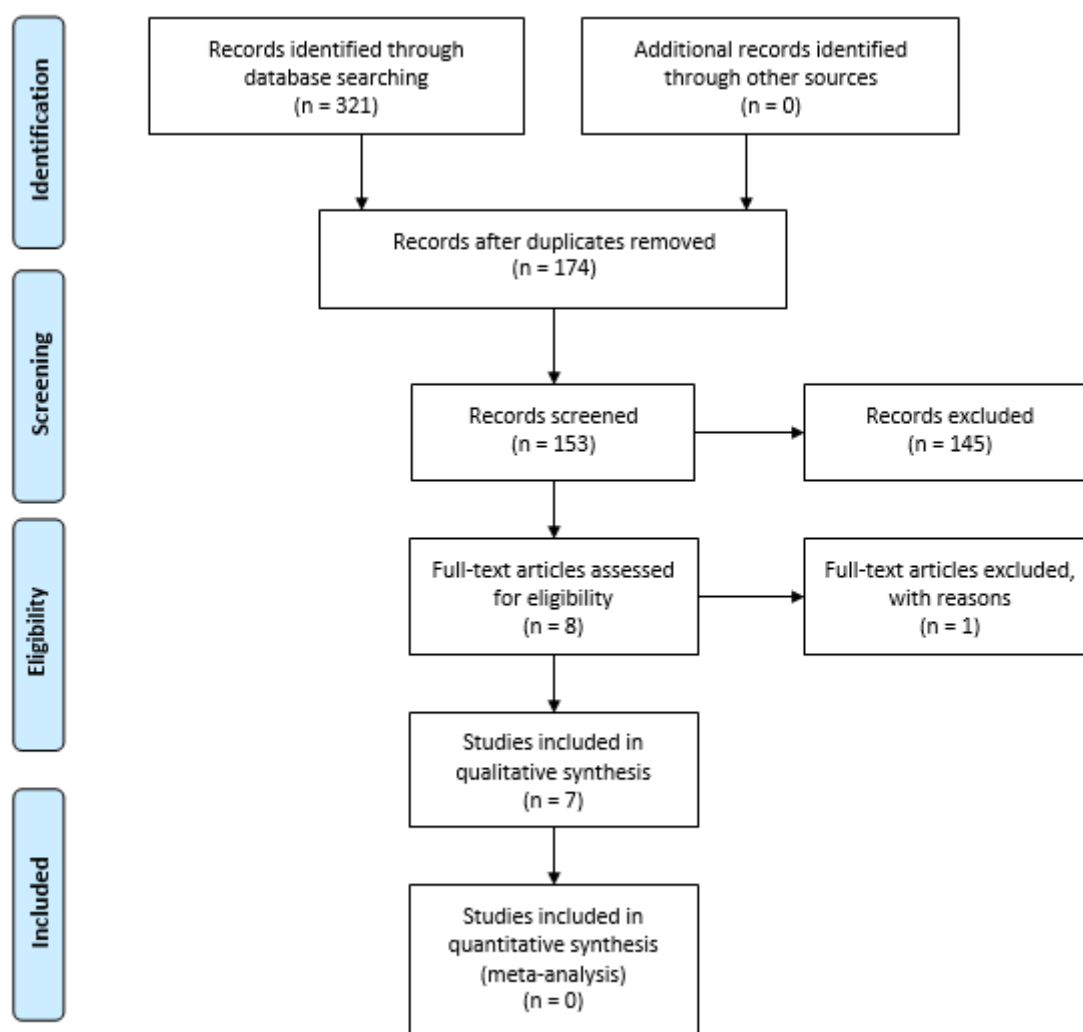 Identification
Records identified through
database searching
(n = 321)
Additional records identified
through other sources
(n = 0)
Records after duplicates removed
(n = 174)
Screening
Records screened
(n = 153)
Records excluded
(n = 145)
Eligibility
Full-text articles assessed
for eligibility
(n = 8)
Full-text articles excluded,
with reasons
(n = 1)
Studies included in
qualitative synthesis
(n = 7)
Included
Studies included in
quantitative synthesis
(meta-analysis)
(n = 0)